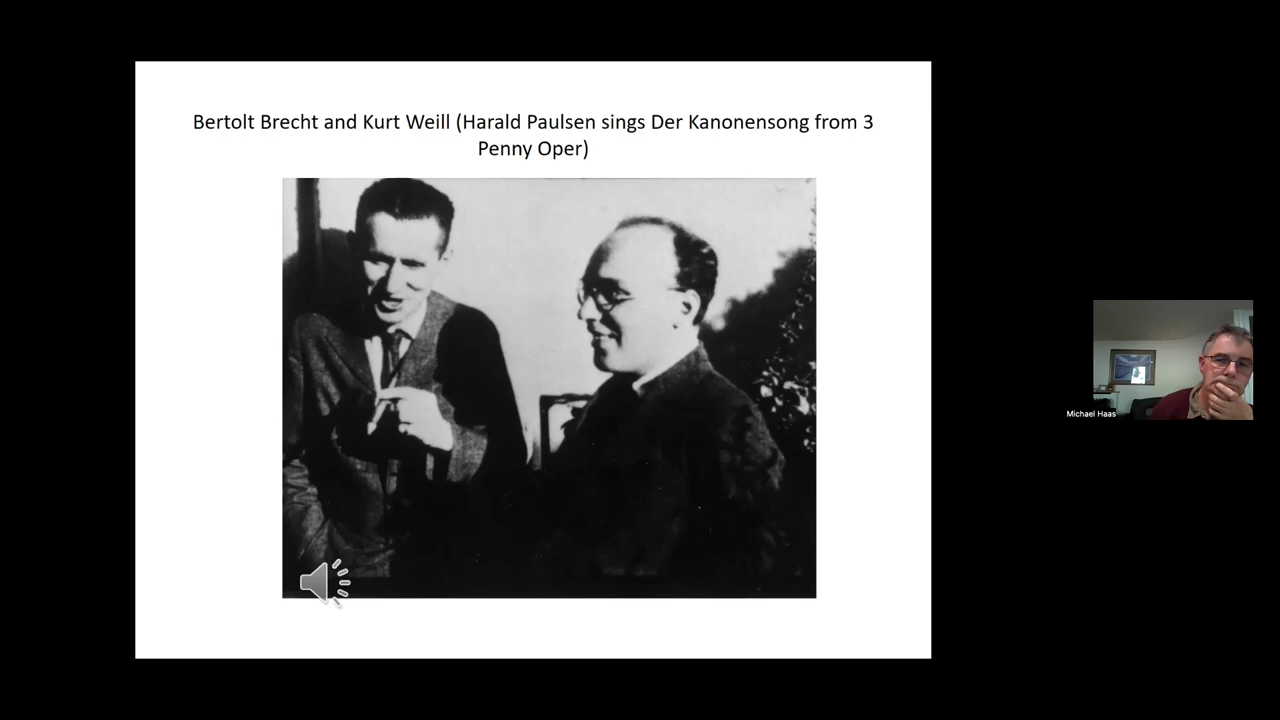 Bertolt Brecht and Kurt Weill (Harald Paulsen sings Der Kanonensong from 3
Penny Oper)
Michael Haas